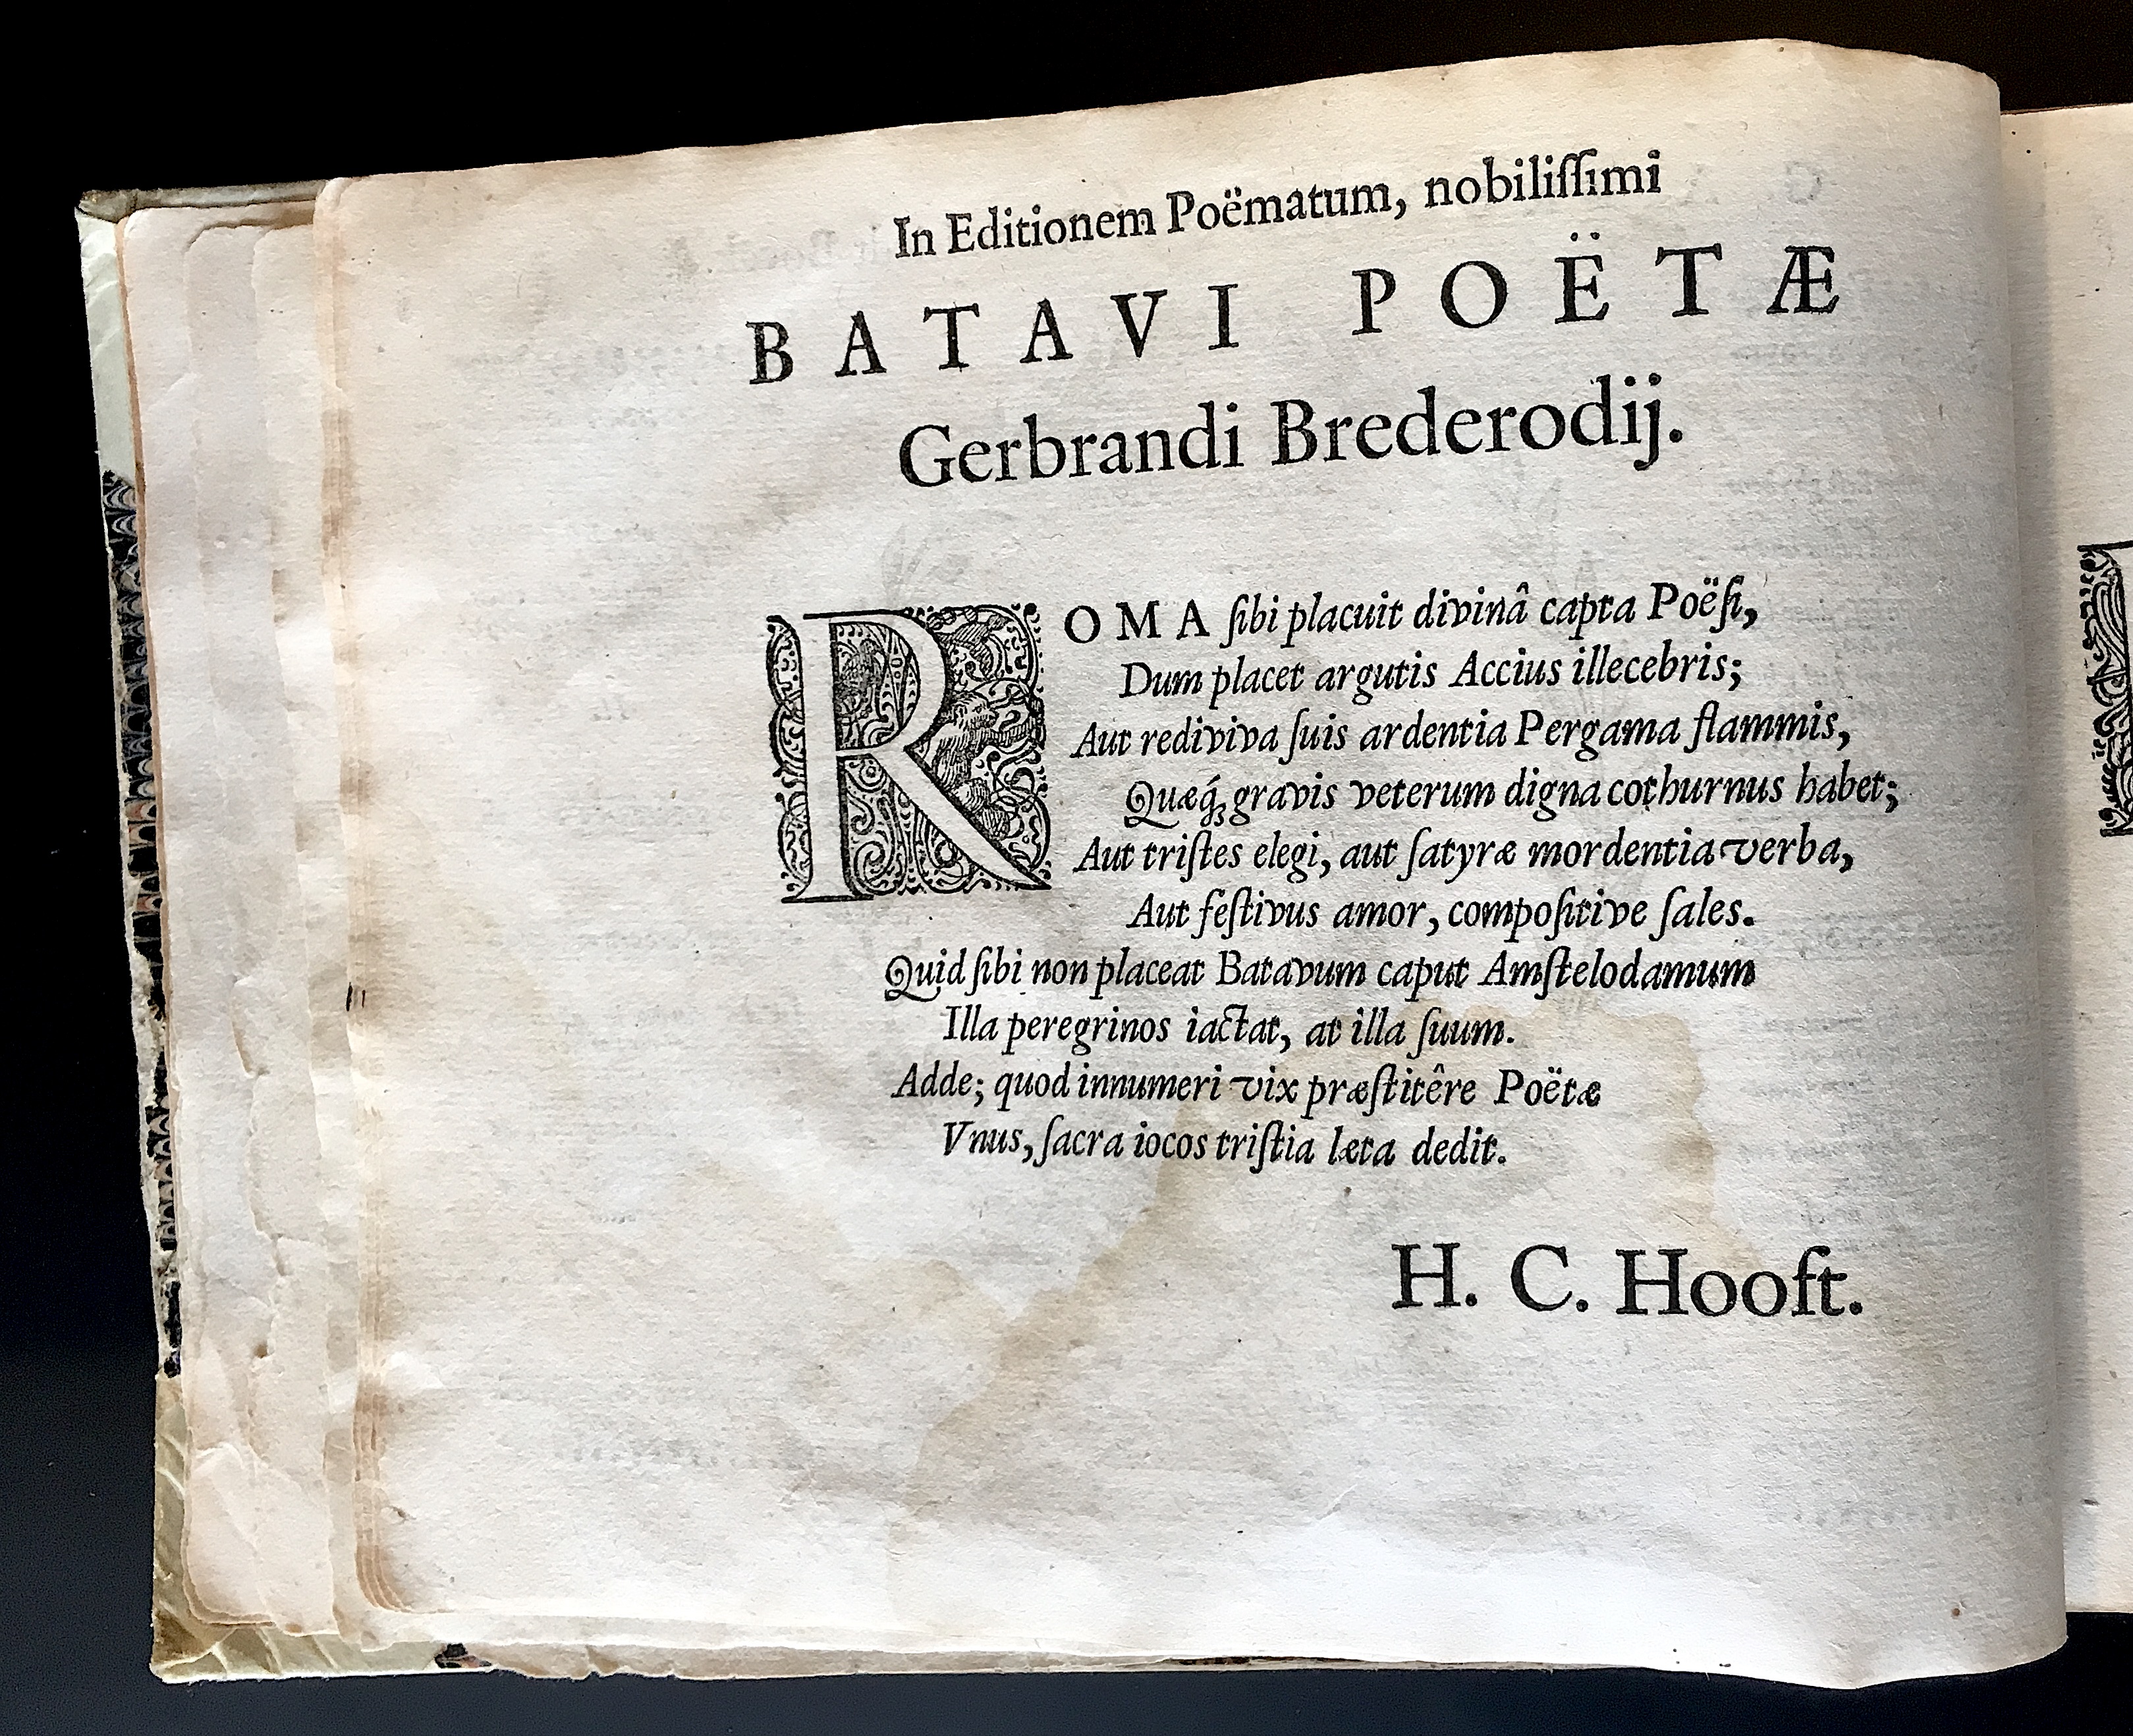 In Editionem Poëmatum, nobiliſſimi
BATAVI POËTÆ
Gerbrandi Brederodij.
ROMA ſibi placuit divinâ capta Poëſi,
Dum placet argutis Accius illecebris;
Aut rediviva ſuis ardentia Pergama flammis,
Quæq́; gravis veterum digna cothurnus habet;
Aut triſtes elegi, aut ſatyræ mordentia verba,
Aut feſtivus amor, compoſitive ſales.
Quid ſibi non placeat Batavum caput Amſtelodamum
Illa peregrinos iactat, at illa ſuum.
Adde; quod innumeri vix præſtitêre Poëtæ
Vnus, ſacra iocos triſtia læta dedit.
H. C. Hooft.